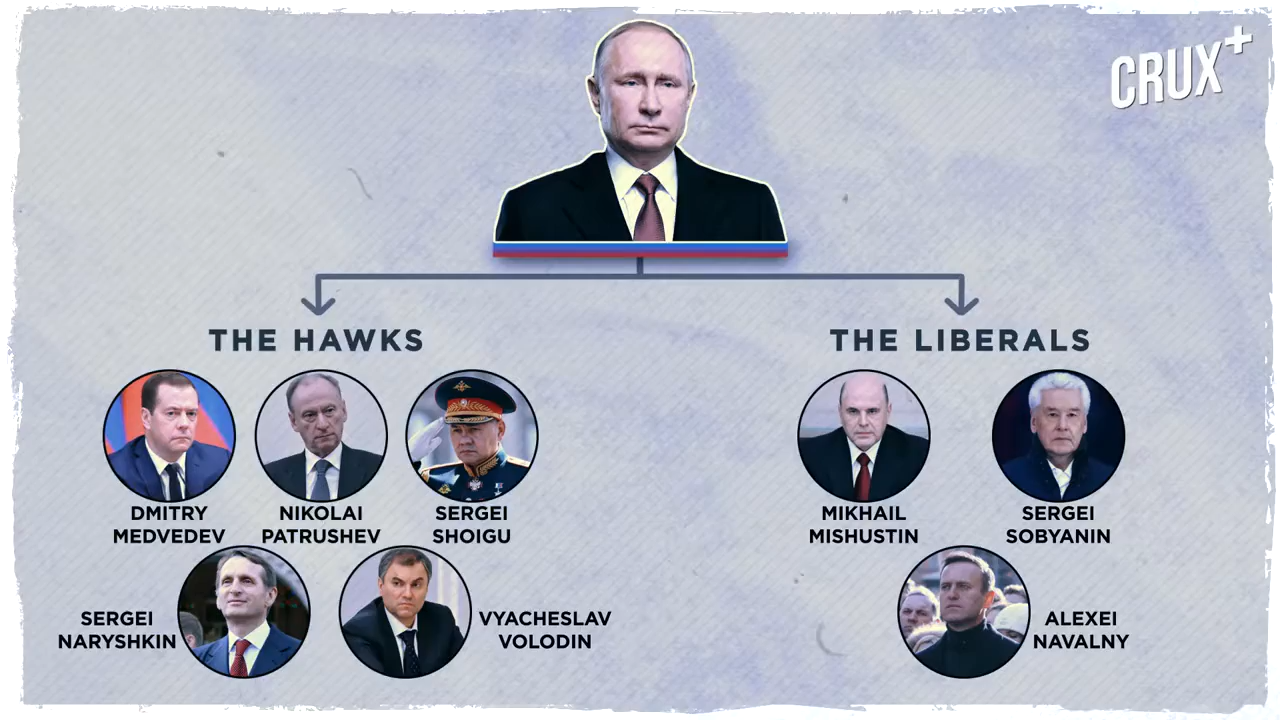 CRUX+
THE HAWKS
THE LIBERALS
DMITRY
MEDVEDEV
NIKOLAI
PATRUSHEV
SERGEI
SHOIGU
MIKHAIL
MISHUSTIN
SERGEI
SOBYANIN
SERGEI
NARYSHKIN
VYACHESLAV
VOLODIN
ALEXEI
NAVALNY